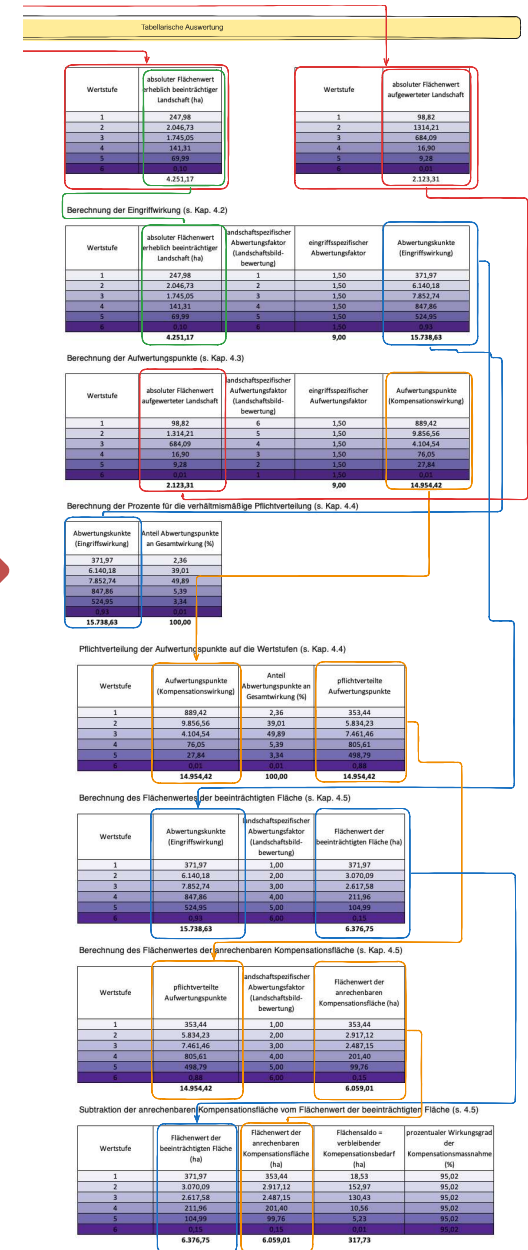 Tabellarische Auswertung
Wertstufe absoluter Flächenwert erheblich beeinträchtiger Landschaft (ha)
1 247,98
2 2.046,73
3 1.745,05
4 141,31
5 69,99
6 0,10
4.251,17
Wertstufe absoluter Flächenwert aufgewerteter Landschaft
1 98,82
2 1314,21
3 684,09
4 16,90
5 9,28
6 0,01
2.123,31
Berechnung der Eingriffwirkung (s. Kap. 4.2)
Wertstufe absoluter Flächenwert erheblich beeinträchtiger Landschaft (ha) landschaftspezifischer Abwertungsfaktor (Landschaftsbild-bewertung) eingriffsspezifischer Abwertungsfaktor Abwertungskunkte (Eingriffswirkung)
1 247,98 1 1,50 371,97
2 2.046,73 2 1,50 6.140,18
3 1.745,05 3 1,50 7.852,74
4 141,31 4 1,50 847,86
5 69,99 5 1,50 524,95
6 0,10 6 1,50 0,93
4.251,17 9,00 15.738,63
Berechnung der Aufwertungspunkte (s. Kap. 4.3)
Wertstufe absoluter Flächenwert aufgewerteter Landschaft landschaftspezifischer Aufwertungsfaktor (Landschaftsbild-bewertung) eingriffsspezifischer Aufwertungsfaktor Aufwertungspunkte (Kompensationswirkung)
1 98,82 6 1,50 889,42
2 1.314,21 5 1,50 9.856,56
3 684,09 4 1,50 4.104,54
4 16,90 3 1,50 76,05
5 9,28 2 1,50 27,84
6 0,01 1 1,50 0,01
2.123,31 9,00 14.954,42
Berechnung der Prozente für die verhältmismäßige Pflichtverteilung (s. Kap. 4.4)
Abwertungskunkte (Eingriffswirkung) Anteil Abwertungspunkte an Gesamtwirkung (%)
371,97 2,36
6.140,18 39,01
7.852,74 49,89
847,86 5,39
524,95 3,34
0,93 0,01
15.738,63 100,00
Pflichtverteilung der Aufwertungspunkte auf die Wertstufen (s. Kap. 4.4)
Wertstufe Aufwertungspunkte (Kompensationswirkung) Anteil Abwertungspunkte an Gesamtwirkung (%) pflichtverteilte Aufwertungspunkte
1 889,42 2,36 353,44
2 9.856,56 39,01 5.834,23
3 4.104,54 49,89 7.461,46
4 76,05 5,39 805,61
5 27,84 3,34 498,79
6 0,01 0,01 0,88
14.954,42 100,00 14.954,42
Berechnung des Flächenwertes der beeinträchtigten Fläche (s. Kap. 4.5)
Wertstufe Abwertungskunkte (Eingriffswirkung) landschaftspezifischer Abwertungsfaktor (Landschaftsbild-bewertung) Flächenwert der beeinträchtigten Fläche (ha)
1 371,97 1,00 371,97
2 6.140,18 2,00 3.070,09
3 7.852,74 3,00 2.617,58
4 847,86 4,00 211,96
5 524,95 5,00 104,99
6 0,93 6,00 0,15
15.738,63 6.376,75
Berechnung des Flächenwertes der anrechenbaren Kompensationsfläche (s. Kap. 4.5)
Wertstufe pflichtverteilte Aufwertungspunkte landschaftspezifischer Abwertungsfaktor (Landschaftsbild-bewertung) Flächenwert der anrechenbaren Kompensationsfläche (ha)
1 353,44 1,00 353,44
2 5.834,23 2,00 2.917,12
3 7.461,46 3,00 2.487,15
4 805,61 4,00 201,40
5 498,79 5,00 99,76
6 0,88 6,00 0,15
14.954,42 6.059,01
Subtraktion der anrechenbaren Kompensationsfläche vom Flächenwert der beeinträchtigten Fläche (s. 4.5)
Wertstufe Flächenwert der beeinträchtigten Fläche (ha) Flächenwert der anrechenbaren Kompensationsfläche (ha) Flächensaldo = verbleibender Komepensationsbedarf (ha) prozentualer Wirkungsgrad der Kompensationsmassnahme (%)
1 371,97 353,44 18,53 95,02
2 3.070,09 2.917,12 152,97 95,02
3 2.617,58 2.487,15 130,43 95,02
4 211,96 201,40 10,56 95,02
5 104,99 99,76 5,23 95,02
6 0,15 0,15 0,01 95,02
6.376,75 6.059,01 317,73